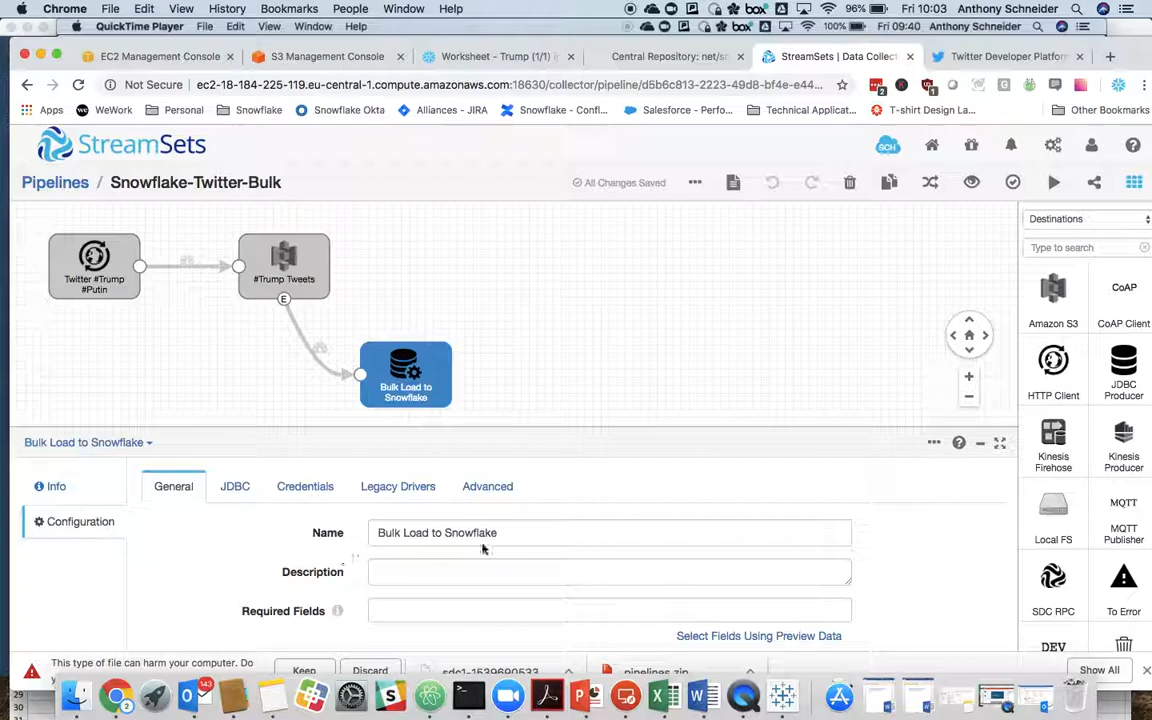 Chrome File Edit View History Bookmarks People Window Help 96% Fri 10:03 Anthony Schneider
QuickTime Player File Edit View Window Help 100% Fri 09:40 Anthony Schneider
EC2 Management Console S3 Management Console Worksheet - Trump (1/1) Central Repository: net/s StreamSets | Data Collect Twitter Developer Platform
Not Secure ec2-18-184-225-119.eu-central-1.compute.amazonaws.com:18630/collector/pipeline/d5b6c813-2223-49d8-bf4e-e44...
Apps WeWork Personal Snowflake Snowflake Okta Alliances - JIRA Snowflake - Confl... Salesforce - Perfo... Technical Applicat... T-shirt Design La... Other Bookmarks
StreamSets
SCH
Pipelines / Snowflake-Twitter-Bulk
All Changes Saved
Destinations
Type to search
Twitter #Trump
#Putin
#Trump Tweets
E
Bulk Load to
Snowflake
Amazon S3
CoAP
CoAP Client
HTTP Client
JDBC
Producer
Kinesis
Firehose
Kinesis
Producer
Local FS
MQTT
MQTT
Publisher
SDC RPC
To Error
DEV
Bulk Load to Snowflake
Info
Configuration
General JDBC Credentials Legacy Drivers Advanced
Name Bulk Load to Snowflake
Description
Required Fields
Select Fields Using Preview Data
This type of file can harm your computer. Do
Keep Discard
pipelines.zip
Show All
143
2